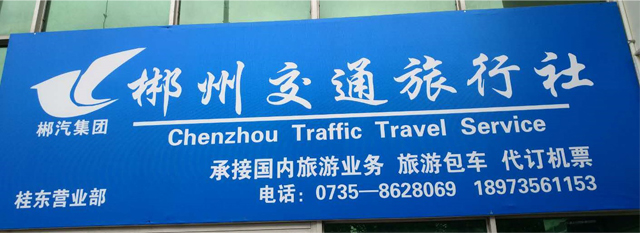 郴州交通旅行社
郴汽集团
Chenzhou Traffic Travel Service
承接国内旅游业务 旅游包车 代订机票
桂东营业部
电话：0735—8628069 18973561153